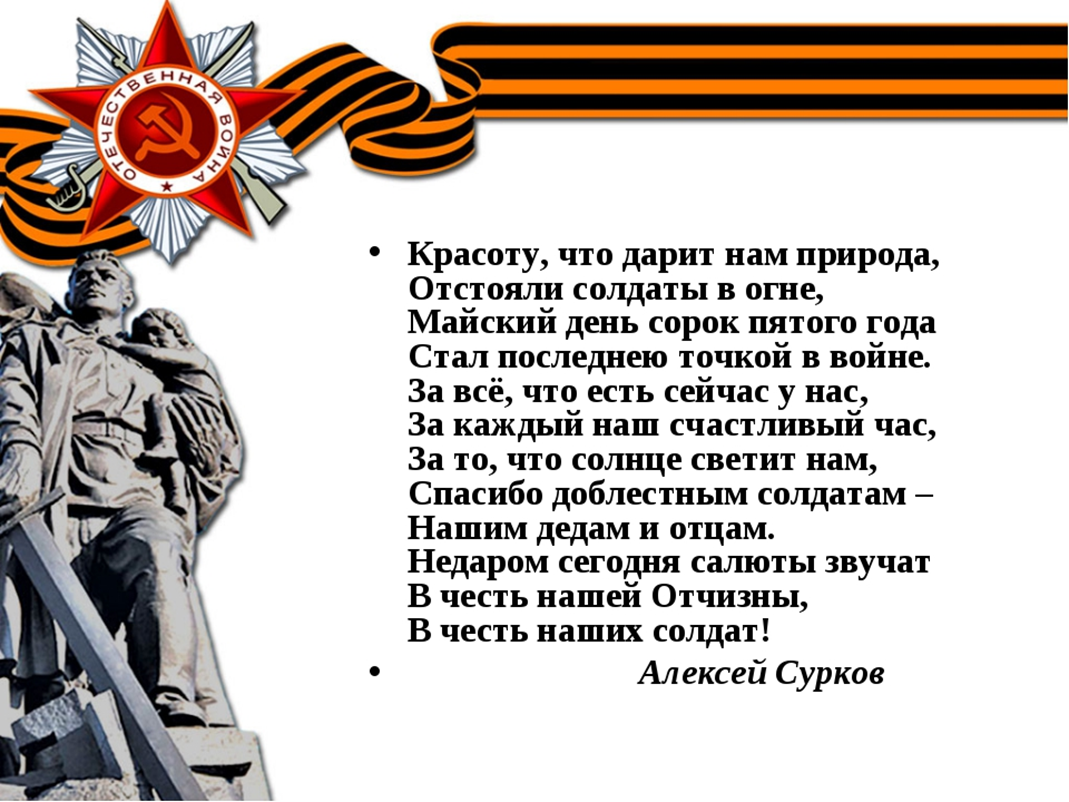 ОТЕЧЕСТВЕННАЯ ВОЙНА
• Красоту, что дарит нам природа,
Отстояли солдаты в огне,
Майский день сорок пятого года
Стал последнею точкой в войне.
За всё, что есть сейчас у нас,
За каждый наш счастливый час,
За то, что солнце светит нам,
Спасибо доблестным солдатам –
Нашим дедам и отцам.
Недаром сегодня салюты звучат
В честь нашей Отчизны,
В честь наших солдат!
• Алексей Сурков